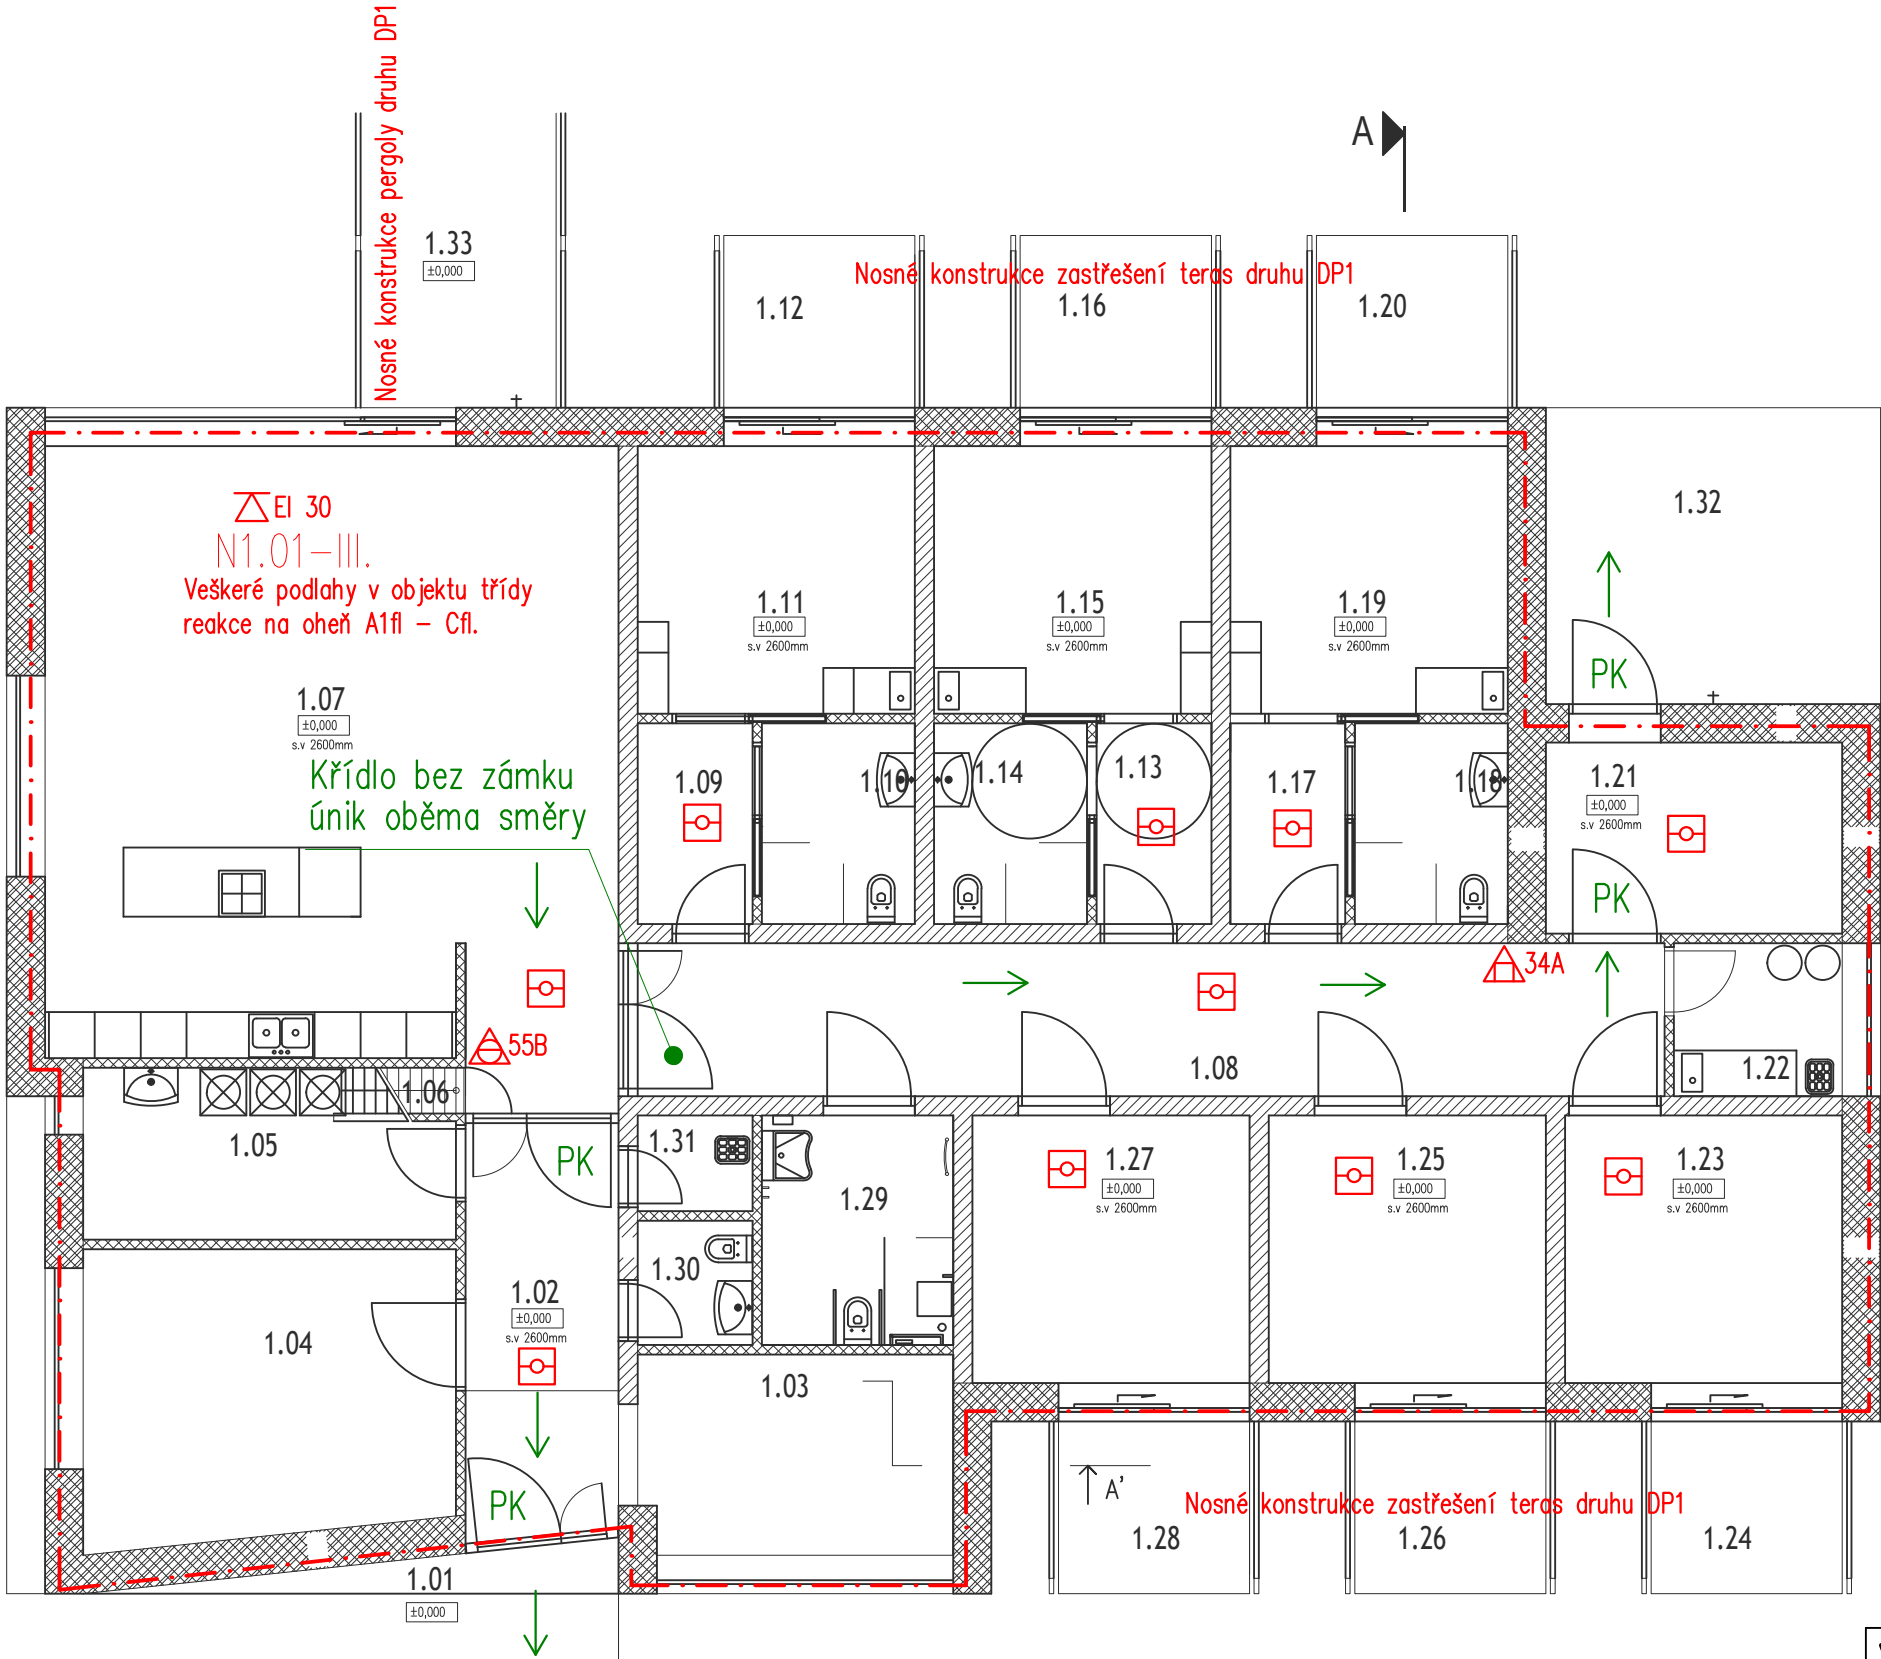 Nosné konstrukce pergoly druhu DP1
A
1.33
±0,000
Nosné konstrukce zastřešení teras druhu DP1
1.12
1.16
1.20
1.32
EI 30
N1.01-III.
Veškeré podlahy v objektu třídy
reakce na oheň A1fl - Cfl.
1.11
±0,000
s.v 2600mm
1.15
±0,000
s.v 2600mm
1.19
±0,000
s.v 2600mm
PK
1.07
±0,000
s.v 2600mm
Křídlo bez zámku
únik oběma směry
1.09
1.10
1.14
1.13
1.17
1.18
1.21
±0,000
s.v 2600mm
PK
34A
55B
1.08
1.22
1.06
1.05
PK
1.31
1.29
1.27
±0,000
s.v 2600mm
1.25
±0,000
s.v 2600mm
1.23
±0,000
s.v 2600mm
1.30
1.02
±0,000
s.v 2600mm
1.04
1.03
PK
A'
Nosné konstrukce zastřešení teras druhu DP1
1.28
1.26
1.24
1.01
±0,000